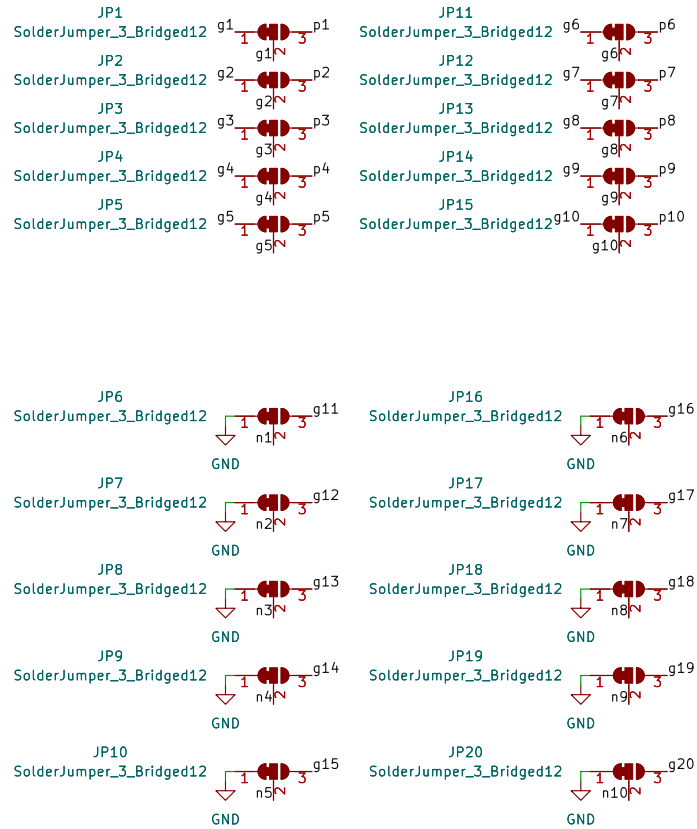 JP1
SolderJumper_3_Bridged12
g1
1
g1
2
3
p1
JP2
SolderJumper_3_Bridged12
g2
1
g2
2
3
p2
JP3
SolderJumper_3_Bridged12
g3
1
g3
2
3
p3
JP4
SolderJumper_3_Bridged12
g4
1
g4
2
3
p4
JP5
SolderJumper_3_Bridged12
g5
1
g5
2
3
p5
JP11
SolderJumper_3_Bridged12
g6
1
g6
2
3
p6
JP12
SolderJumper_3_Bridged12
g7
1
g7
2
3
p7
JP13
SolderJumper_3_Bridged12
g8
1
g8
2
3
p8
JP14
SolderJumper_3_Bridged12
g9
1
g9
2
3
p9
JP15
SolderJumper_3_Bridged12
g10
1
g10
2
3
p10
JP6
SolderJumper_3_Bridged12
1
n1
2
3
g11
GND
JP7
SolderJumper_3_Bridged12
1
n2
2
3
g12
GND
JP8
SolderJumper_3_Bridged12
1
n3
2
3
g13
GND
JP9
SolderJumper_3_Bridged12
1
n4
2
3
g14
GND
JP10
SolderJumper_3_Bridged12
1
n5
2
3
g15
GND
JP16
SolderJumper_3_Bridged12
1
n6
2
3
g16
GND
JP17
SolderJumper_3_Bridged12
1
n7
2
3
g17
GND
JP18
SolderJumper_3_Bridged12
1
n8
2
3
g18
GND
JP19
SolderJumper_3_Bridged12
1
n9
2
3
g19
GND
JP20
SolderJumper_3_Bridged12
1
n10
2
3
g20
GND